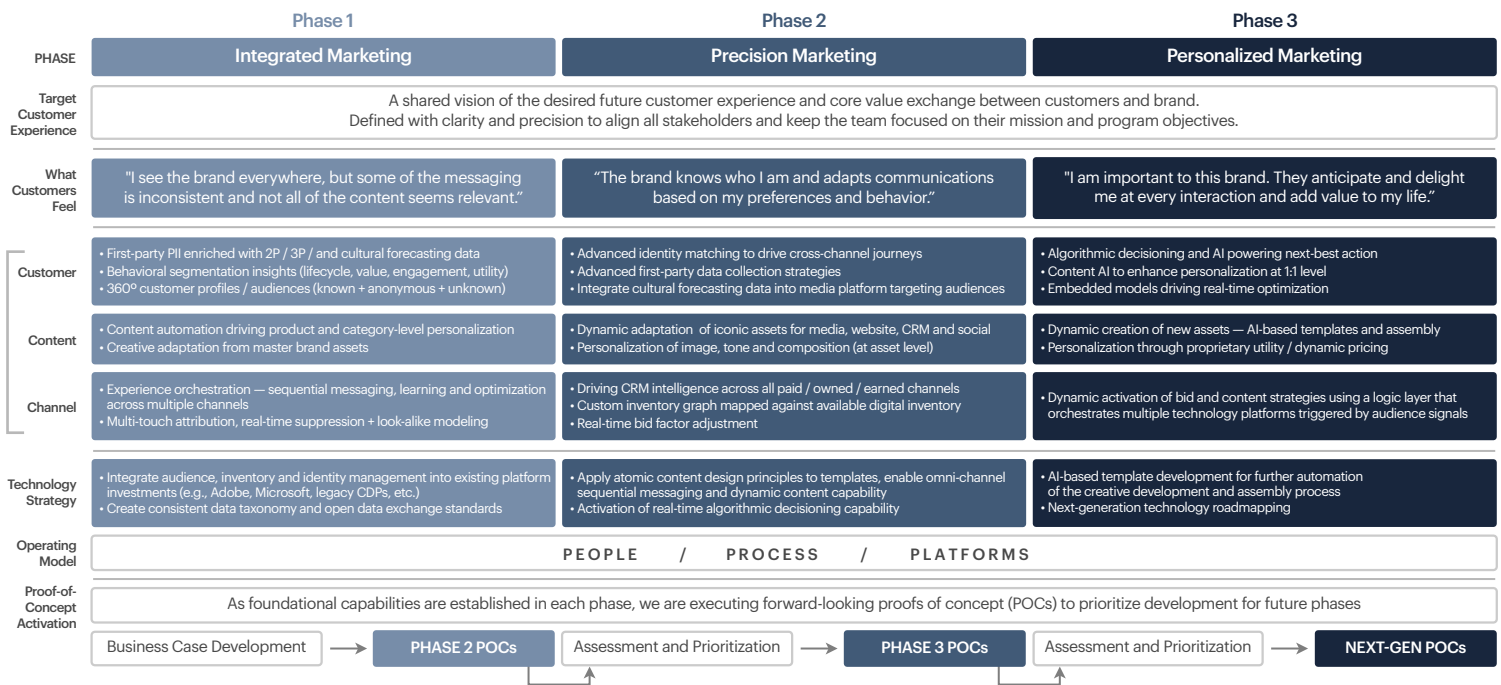 Phase 1
Phase 2
Phase 3
PHASE
Integrated Marketing
Precision Marketing
Personalized Marketing
Target
Customer
Experience
A shared vision of the desired future customer experience and core value exchange between customers and brand.
Defined with clarity and precision to align all stakeholders and keep the team focused on their mission and program objectives.
What
Customers
Feel
"I see the brand everywhere, but some of the messaging
is inconsistent and not all of the content seems relevant.”
“The brand knows who I am and adapts communications
based on my preferences and behavior.”
"I am important to this brand. They anticipate and delight
me at every interaction and add value to my life.”
Customer
• First-party PII enriched with 2P / 3P / and cultural forecasting data
• Behavioral segmentation insights (lifecycle, value, engagement, utility)
• 360º customer profiles / audiences (known + anonymous + unknown)
• Advanced identity matching to drive cross-channel journeys
• Advanced first-party data collection strategies
• Integrate cultural forecasting data into media platform targeting audiences
• Algorithmic decisioning and AI powering next-best action
• Content AI to enhance personalization at 1:1 level
• Embedded models driving real-time optimization
Content
• Content automation driving product and category-level personalization
• Creative adaptation from master brand assets
• Dynamic adaptation of iconic assets for media, website, CRM and social
• Personalization of image, tone and composition (at asset level)
• Dynamic creation of new assets — AI-based templates and assembly
• Personalization through proprietary utility / dynamic pricing
Channel
• Experience orchestration — sequential messaging, learning and optimization
across multiple channels
• Multi-touch attribution, real-time suppression + look-alike modeling
• Driving CRM intelligence across all paid / owned / earned channels
• Custom inventory graph mapped against available digital inventory
• Real-time bid factor adjustment
• Dynamic activation of bid and content strategies using a logic layer that
orchestrates multiple technology platforms triggered by audience signals
Technology
Strategy
• Integrate audience, inventory and identity management into existing platform
investments (e.g., Adobe, Microsoft, legacy CDPs, etc.)
• Create consistent data taxonomy and open data exchange standards
• Apply atomic content design principles to templates, enable omni-channel
sequential messaging and dynamic content capability
• Activation of real-time algorithmic decisioning capability
• AI-based template development for further automation
of the creative development and assembly process
• Next-generation technology roadmapping
Operating
Model
PEOPLE / PROCESS / PLATFORMS
Proof-of-
Concept
Activation
As foundational capabilities are established in each phase, we are executing forward-looking proofs of concept (POCs) to prioritize development for future phases
Business Case Development
PHASE 2 POCs
Assessment and Prioritization
PHASE 3 POCs
Assessment and Prioritization
NEXT-GEN POCs